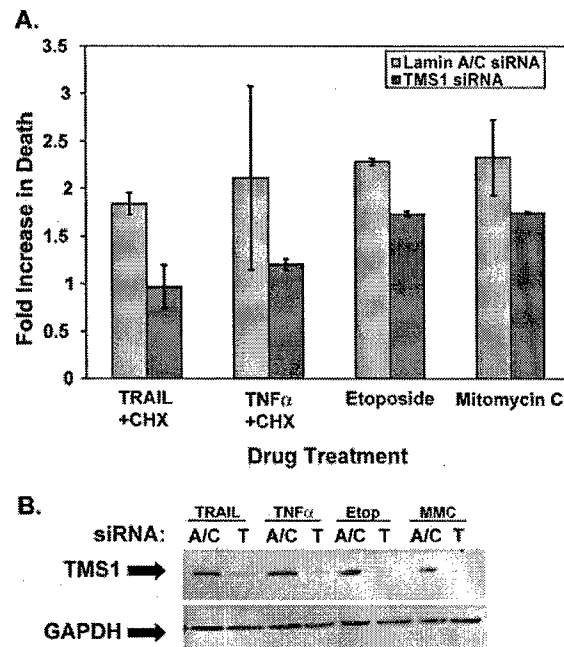 A.
4
3.5
3
2.5
2
1.5
1
0.5
0
Fold Increase in Death
Lamin A/C siRNA
TMS1 siRNA
TRAIL +CHX
TNFα +CHX
Etoposide
Mitomycin C
Drug Treatment
B.
TRAIL TNFα Etop MMC
siRNA: A/C T A/C T A/C T A/C T
TMS1
GAPDH